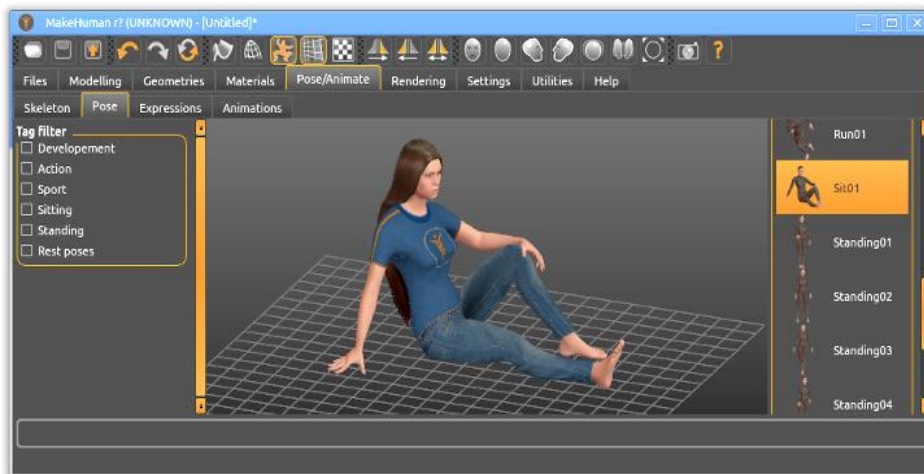 MakeHuman r? (UNKNOWN) - [Untitled]*
Files Modelling Geometries Materials Pose/Animate Rendering Settings Utilities Help
Skeleton Pose Expressions Animations
Tag filter
Developement
Action
Sport
Sitting
Standing
Rest poses
Run01
Sit01
Standing01
Standing02
Standing03
Standing04